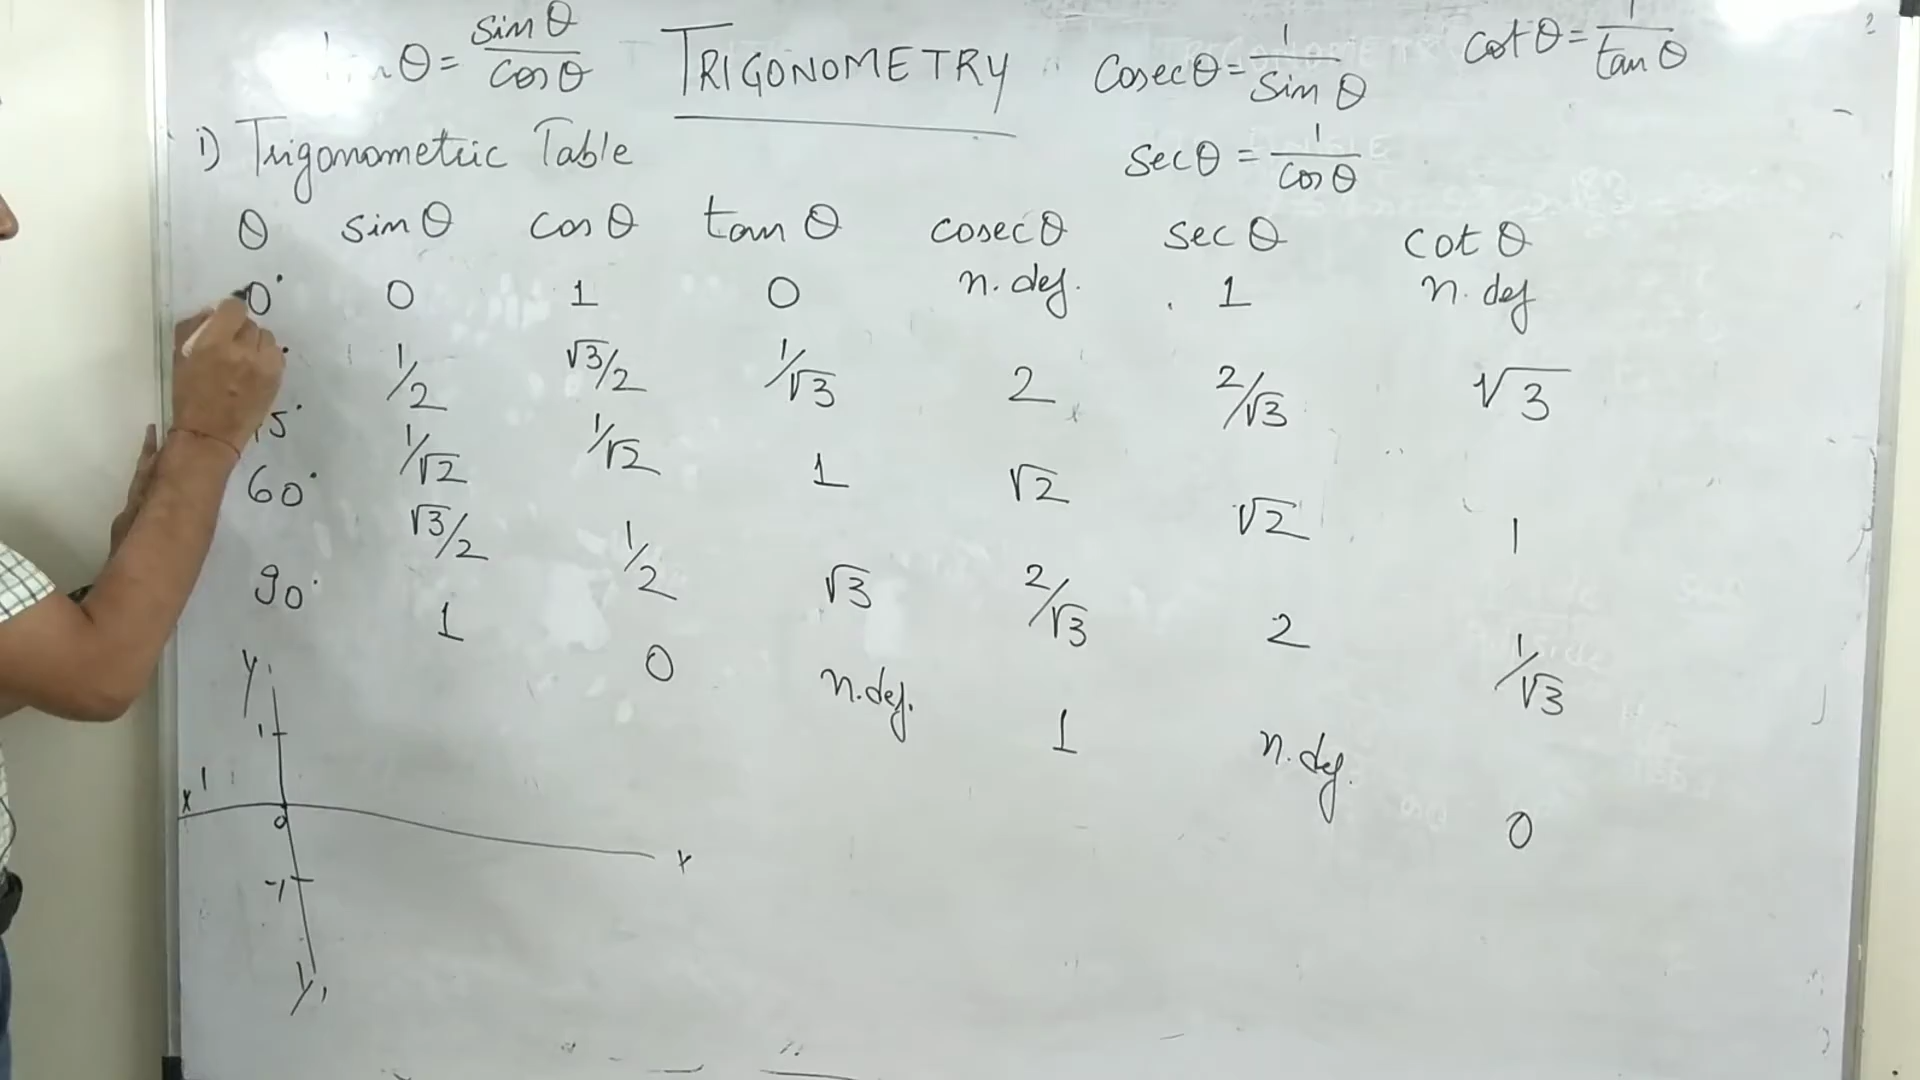 θ = sin θ / cos θ TRIGONOMETRY cosec θ = 1 / sin θ cot θ = 1 / tan θ
sec θ = 1 / cos θ
i) Trigonometric Table
θ sin θ cos θ tan θ cosec θ sec θ cot θ
0° 0 1 0 n. def. 1 n. def
1/2 √3/2 1/√3 2 2/√3 √3
5° 1/√2 1/√2 1 √2 √2 1
60° √3/2 1/2 √3 2/√3 2 1/√3
90° 1 0 n. def. 1 n. def. 0
Y
1
X'
0
X
-1
Y'